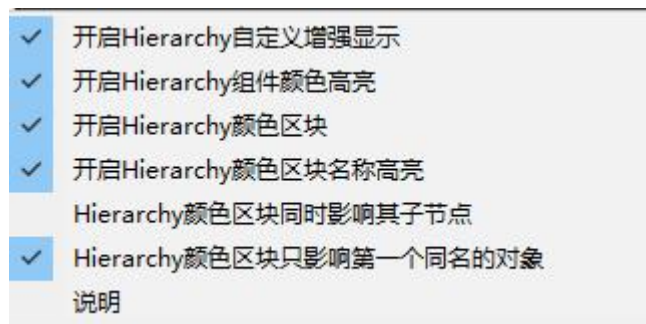 开启Hierarchy自定义增强显示
开启Hierarchy组件颜色高亮
开启Hierarchy颜色区块
开启Hierarchy颜色区块名称高亮
Hierarchy颜色区块同时影响其子节点
Hierarchy颜色区块只影响第一个同名的对象
说明